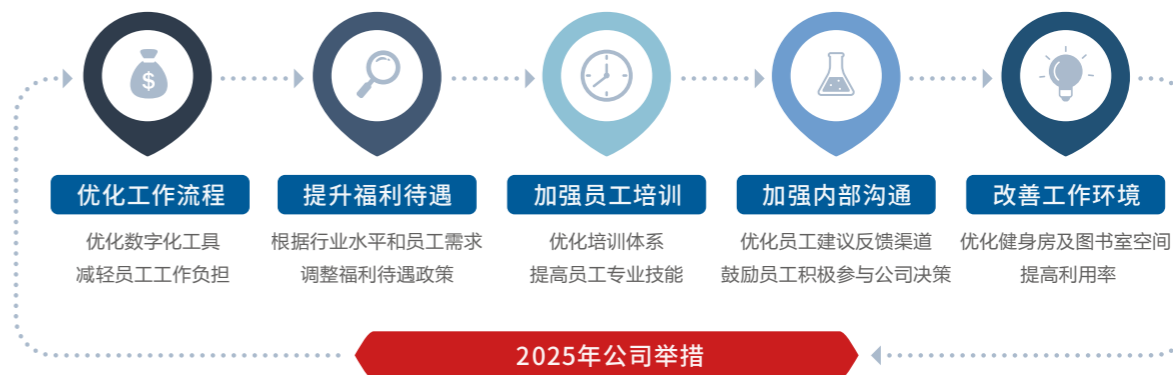 $
优化工作流程
优化数字化工具
减轻员工工作负担
提升福利待遇
根据行业水平和员工需求
调整福利待遇政策
加强员工培训
优化培训体系
提高员工专业技能
加强内部沟通
优化员工建议反馈渠道
鼓励员工积极参与公司决策
改善工作环境
优化健身房及图书室空间
提高利用率
2025年公司举措